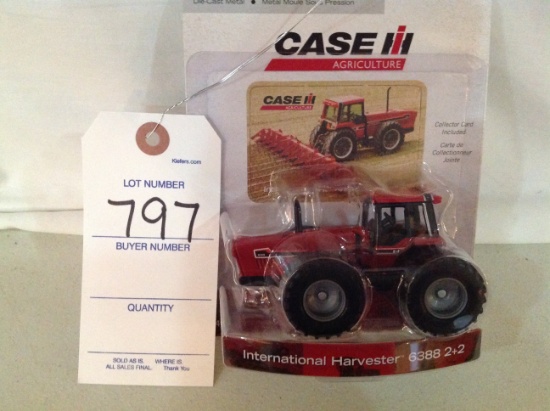 Die-Cast Metal • Metal Moulé Sous Pression
CASE IH
AGRICULTURE
CASE IH
AGRICULTURE
Collector Card
Included
Carte de
Collectionneur
Jointe
Kiefers.com
LOT NUMBER
797
BUYER NUMBER
QUANTITY
SOLD AS IS. WHERE IS.
ALL SALES FINAL. Thank You
International Harvester 6388 2+2